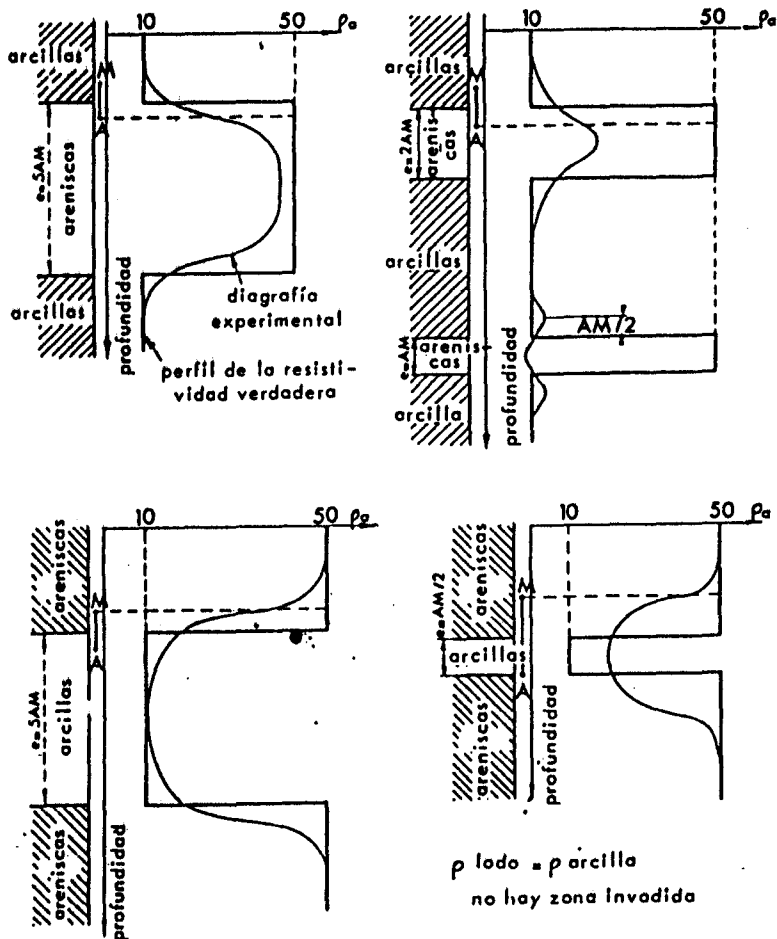 10 50 ρa
arcillas
M
A
e=5AM
areniscas
arcillas
profundidad
diagrafía
experimental
perfil de la resisti-
vidad verdadera
10 50 ρa
arcillas
M
A
e=2AM
arenis-
cas
arcillas
AM/2
e=AM
arenis-
cas
arcilla
profundidad
10 50 ρa
areniscas
M
A
e=5AM
arcillas
areniscas
profundidad
10 50 ρa
areniscas
M
e=AM/2
arcillas
A
areniscas
profundidad
ρ lodo = ρ arcilla
no hay zona invadida